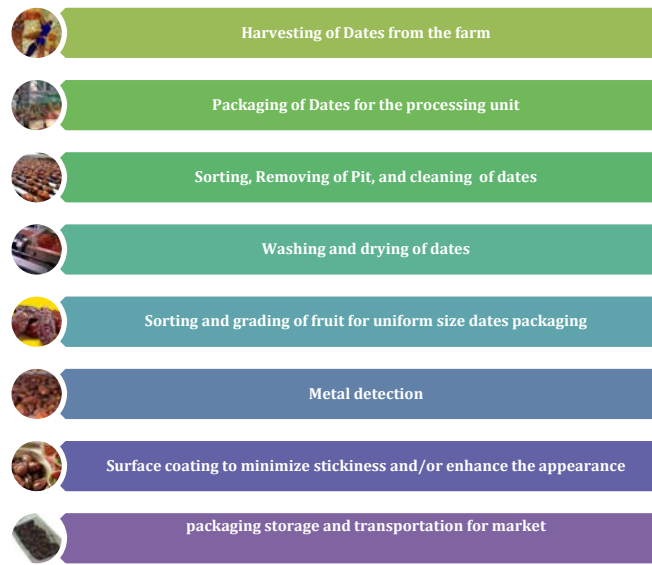 Harvesting of Dates from the farm
Packaging of Dates for the processing unit
Sorting, Removing of Pit, and cleaning of dates
Washing and drying of dates
Sorting and grading of fruit for uniform size dates packaging
Metal detection
Surface coating to minimize stickiness and/or enhance the appearance
packaging storage and transportation for market